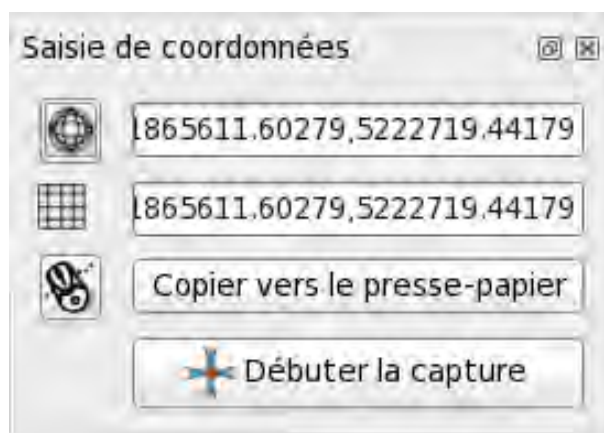 Saisie de coordonnées
1865611.60279,5222719.44179
1865611.60279,5222719.44179
Copier vers le presse-papier
Débuter la capture